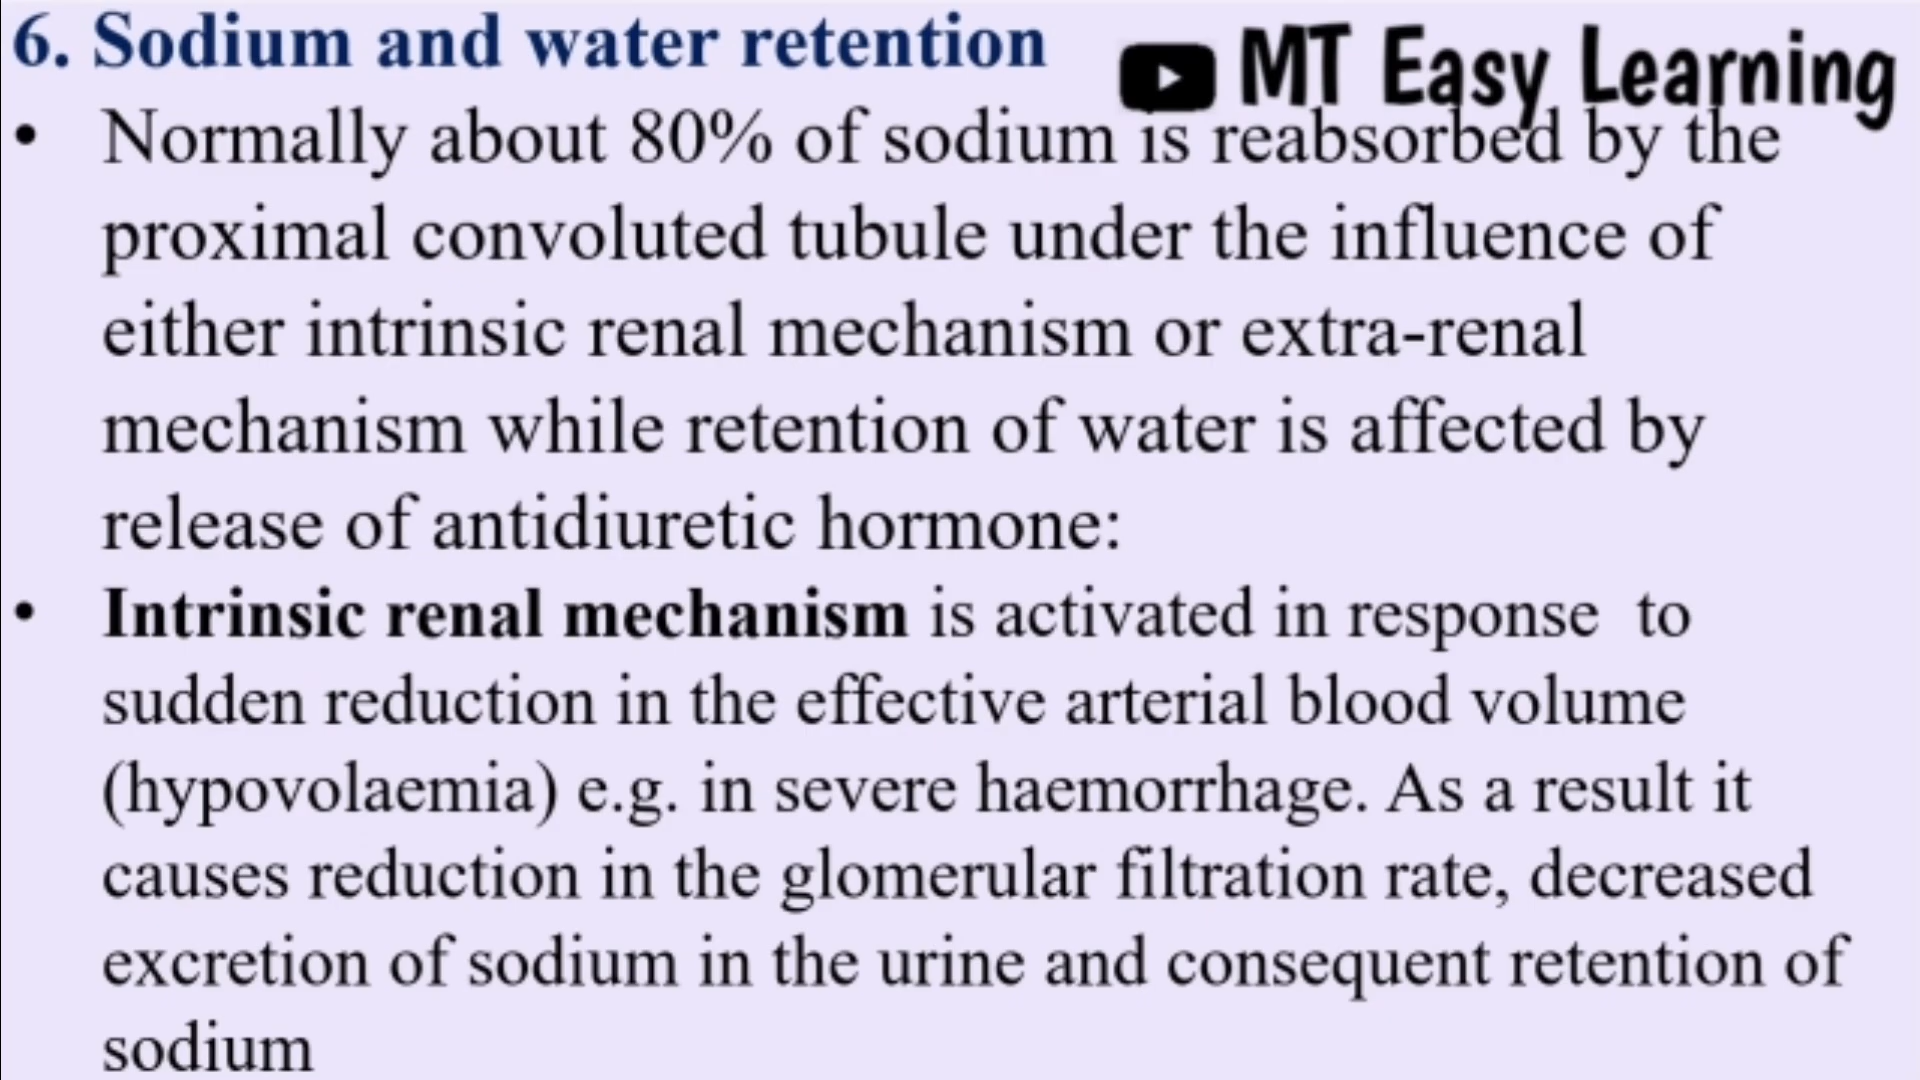 6. Sodium and water retention
MT Easy Learning
• Normally about 80% of sodium is reabsorbed by the
proximal convoluted tubule under the influence of
either intrinsic renal mechanism or extra-renal
mechanism while retention of water is affected by
release of antidiuretic hormone:
• Intrinsic renal mechanism is activated in response to
sudden reduction in the effective arterial blood volume
(hypovolaemia) e.g. in severe haemorrhage. As a result it
causes reduction in the glomerular filtration rate, decreased
excretion of sodium in the urine and consequent retention of
sodium